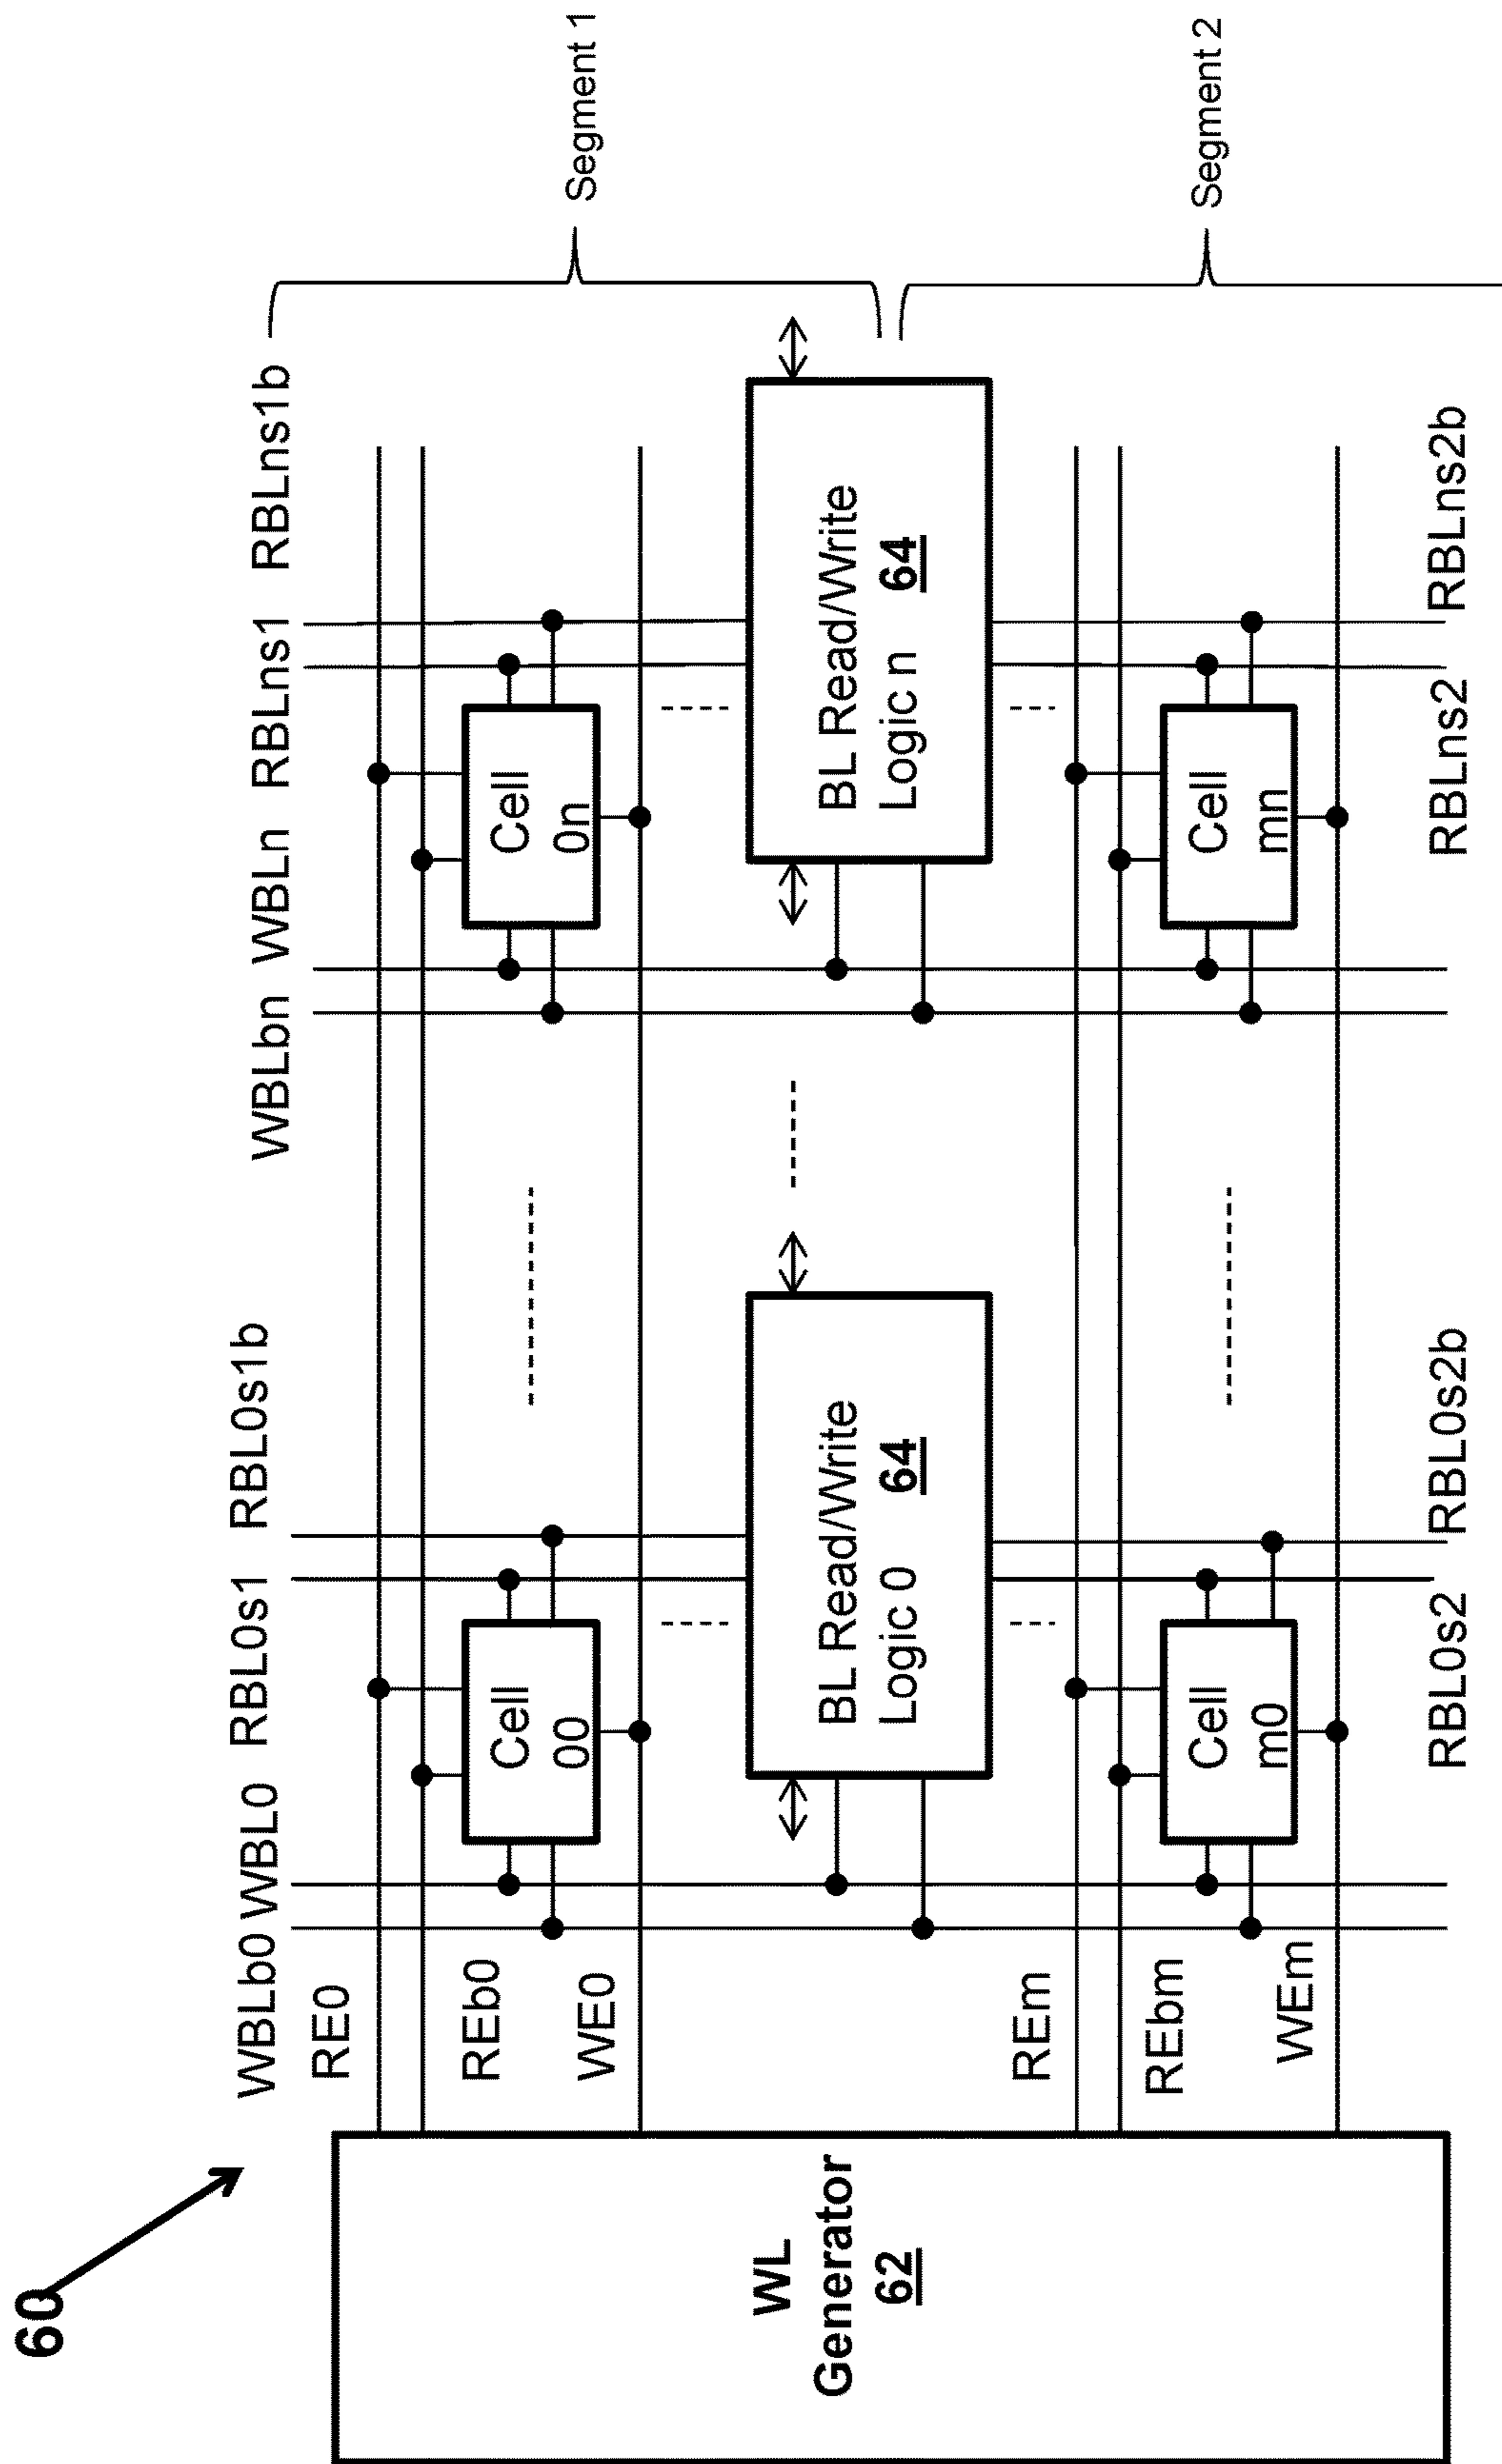 60
WBLb0 WBL0 RBL0s1 RBL0s1b
WBLbn WBLn RBLns1 RBLns1b
RE0
REb0
WE0
Cell
00
Cell
0n
Segment 1
WL
Generator
62
BL Read/Write
Logic 0 64
BL Read/Write
Logic n 64
REm
REbm
WEm
Cell
m0
Cell
mn
Segment 2
RBL0s2 RBL0s2b
RBLns2 RBLns2b